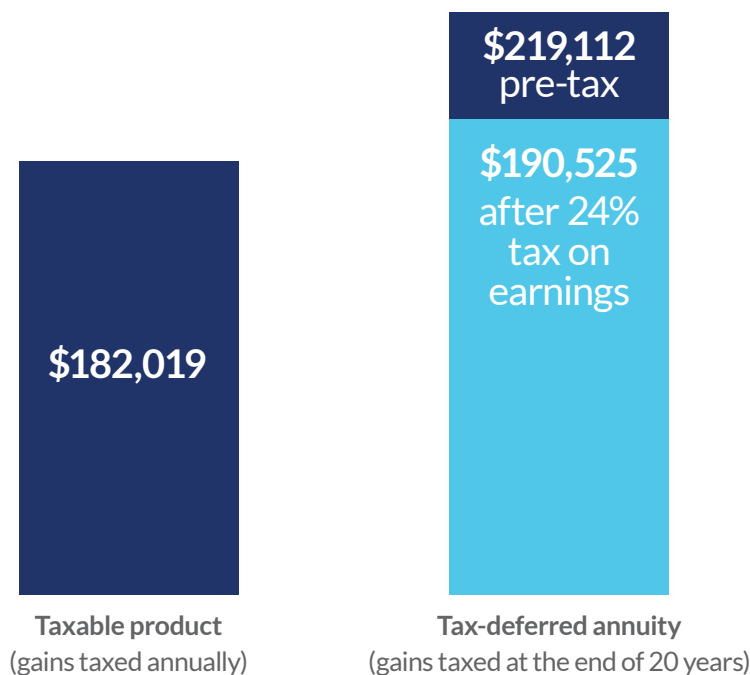 $219,112
pre-tax
$190,525
after 24%
tax on
earnings
$182,019
Taxable product
(gains taxed annually)
Tax-deferred annuity
(gains taxed at the end of 20 years)